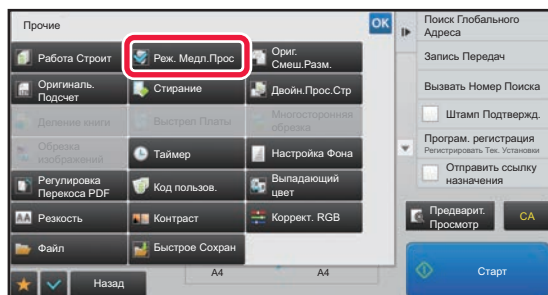 Прочие
OK
Работа Строит
Реж. Медл.Прос
Ориг.
Смеш.Разм.
Оригиналь.
Подсчет
Стирание
Двойн.Прос.Стр
Деление книги
Выстрел Платы
Многосторонняя
обрезка
Обрезка
изображений
Таймер
Настройка Фона
Регулировка
Перекоса PDF
Код пользов.
Выпадающий
цвет
Резкость
Контраст
Коррект. RGB
Файл
Быстрое Сохран
Назад
A4
A4
Поиск Глобального
Адреса
Запись Передач
Вызвать Номер Поиска
Штамп Подтвержд.
Програм. регистрация
Регистрировать Тек. Установки
Отправить ссылку
назначения
Предварит.
Просмотр
CA
Старт